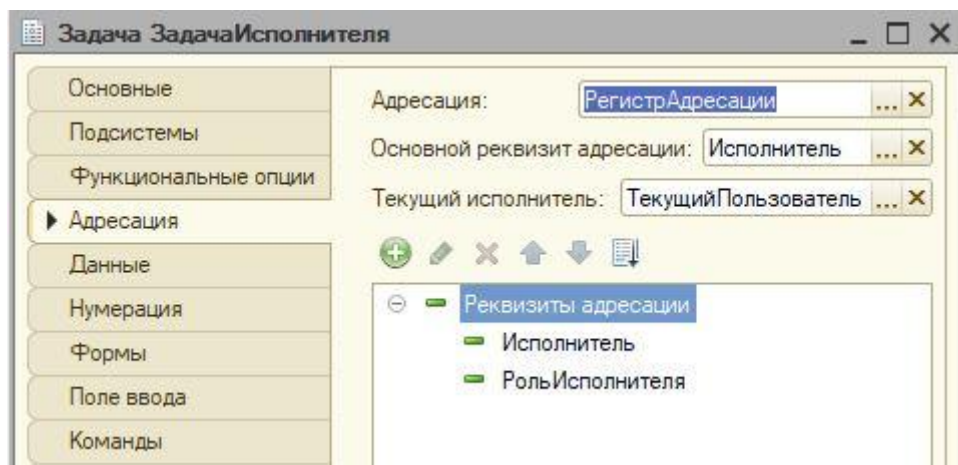 Задача ЗадачаИсполнителя
Основные
Подсистемы
Функциональные опции
Адресация
Данные
Нумерация
Формы
Поле ввода
Команды
Адресация: РегистрАдресации ...
Основной реквизит адресации: Исполнитель ...
Текущий исполнитель: ТекущийПользователь ...
Реквизиты адресации
Исполнитель
РольИсполнителя